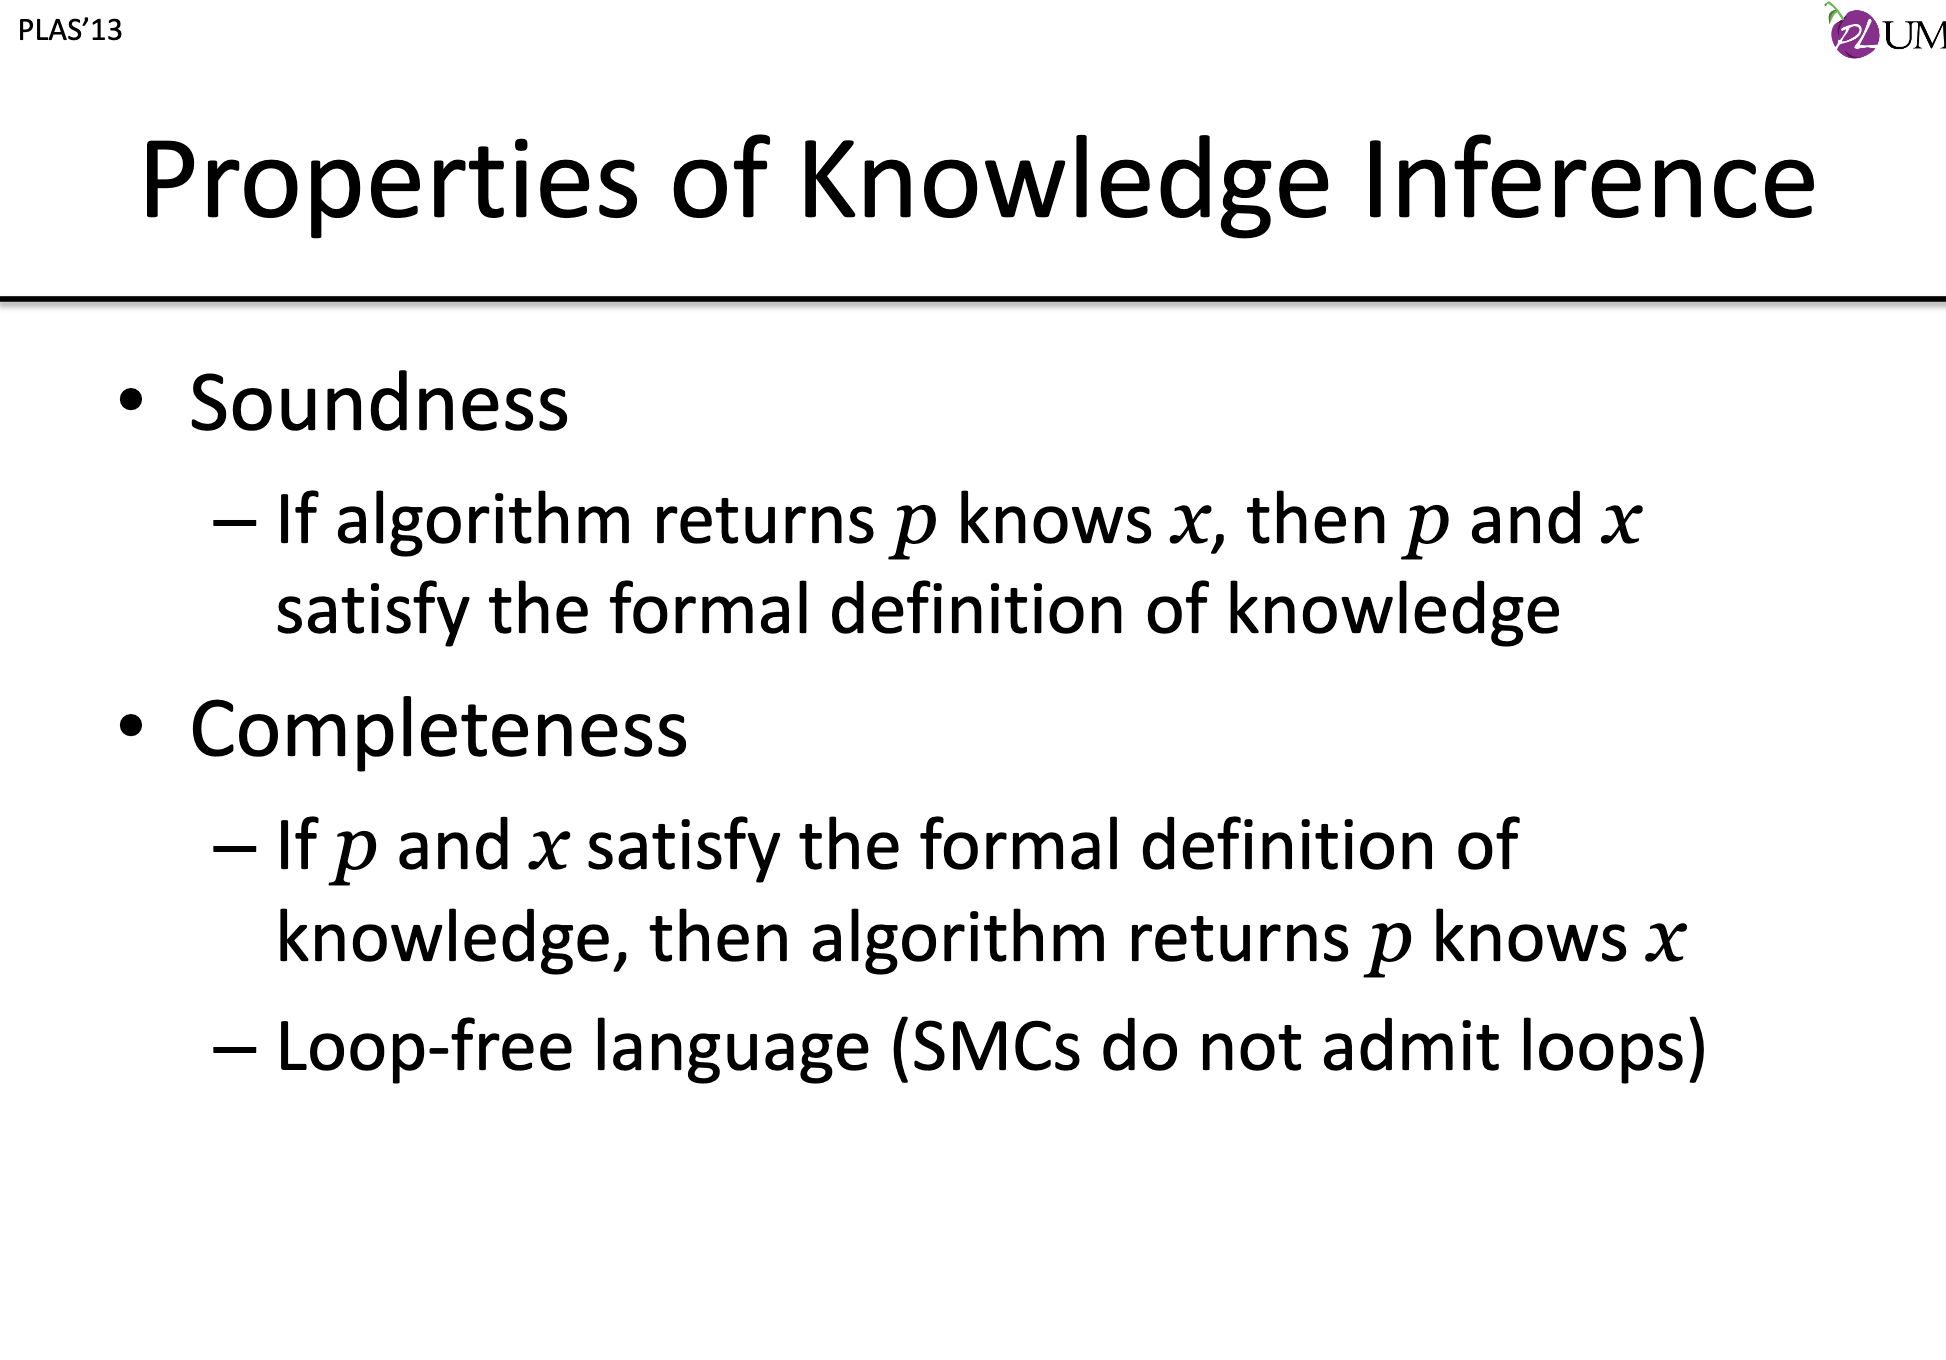 PLAS’13
PL UM
Properties of Knowledge Inference
• Soundness
– If algorithm returns p knows x, then p and x
satisfy the formal definition of knowledge
• Completeness
– If p and x satisfy the formal definition of
knowledge, then algorithm returns p knows x
– Loop-free language (SMCs do not admit loops)